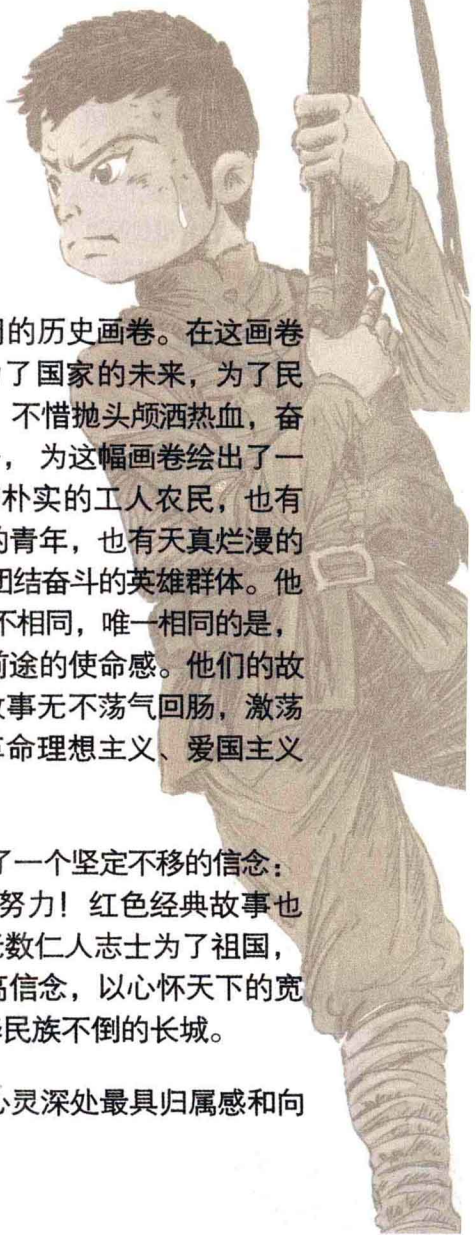 的历史画卷。在这画卷
了国家的未来，为了民
不惜抛头颅洒热血，奋
，为这幅画卷绘出了一
朴实的工人农民，也有
的青年，也有天真烂漫的
团结奋斗的英雄群体。他
不相同，唯一相同的是，
前途的使命感。他们的故
故事无不荡气回肠，激荡
革命理想主义、爱国主义
了一个坚定不移的信念：
努力！红色经典故事也
数仁人志士为了祖国，
高信念，以心怀天下的宽
民族不倒的长城。
心灵深处最具归属感和向